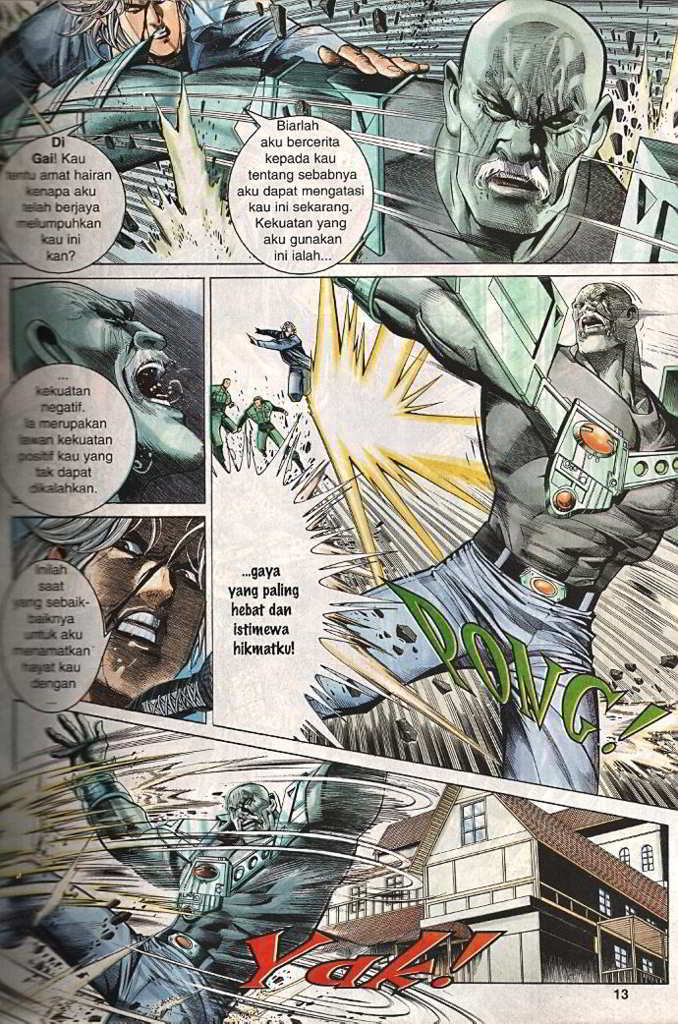 Di
Gai! Kau
tentu amat hairan
kenapa aku
telah berjaya
melumpuhkan
kau ini
kan?
Biarlah
aku bercerita
kepada kau
tentang sebabnya
aku dapat mengatasi
kau ini sekarang.
Kekuatan yang
aku gunakan
ini ialah...
...
kekuatan
negatif.
Ia merupakan
lawan kekuatan
positif kau yang
tak dapat
dikalahkan.
Inilah
saat
yang sebaik-
baiknya
untuk aku
menamatkan
hayat kau
dengan
...
...gaya
yang paling
hebat dan
istimewa
hikmatku!
PONG!
Yak!
13